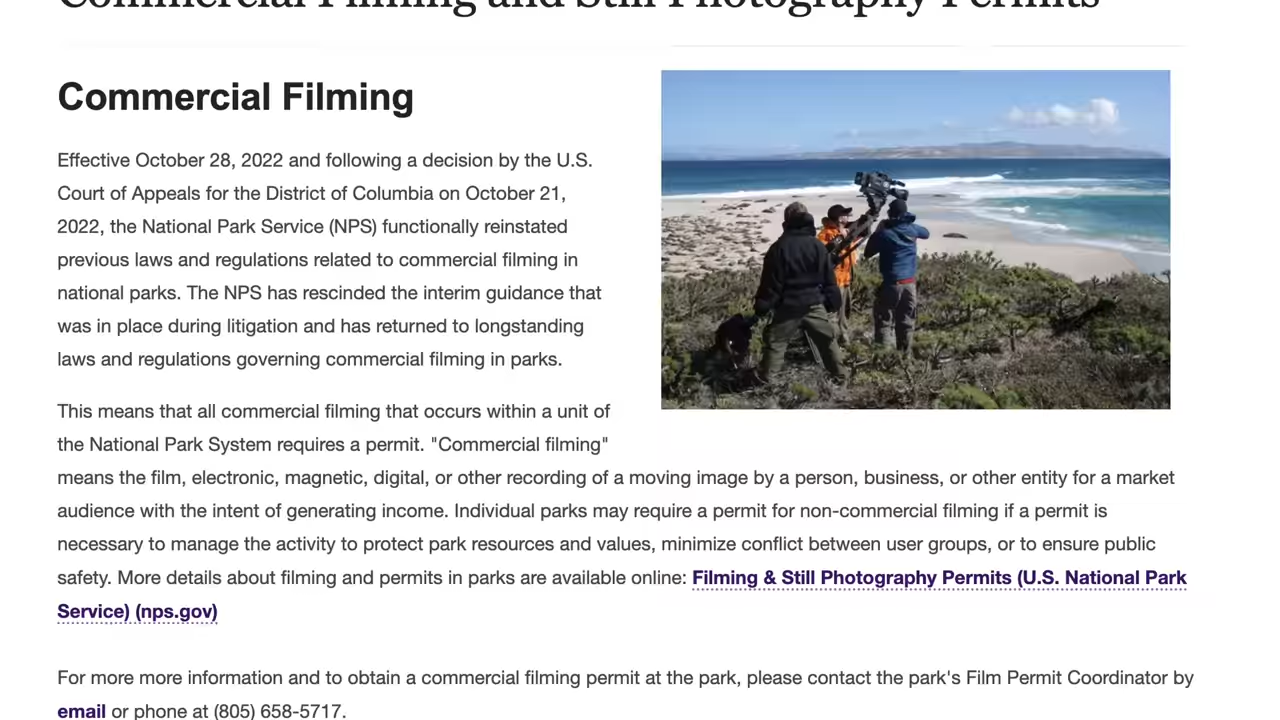 Commercial Filming and Still Photography Permits
Commercial Filming
Effective October 28, 2022 and following a decision by the U.S.
Court of Appeals for the District of Columbia on October 21,
2022, the National Park Service (NPS) functionally reinstated
previous laws and regulations related to commercial filming in
national parks. The NPS has rescinded the interim guidance that
was in place during litigation and has returned to longstanding
laws and regulations governing commercial filming in parks.
This means that all commercial filming that occurs within a unit of
the National Park System requires a permit. "Commercial filming"
means the film, electronic, magnetic, digital, or other recording of a moving image by a person, business, or other entity for a market
audience with the intent of generating income. Individual parks may require a permit for non-commercial filming if a permit is
necessary to manage the activity to protect park resources and values, minimize conflict between user groups, or to ensure public
safety. More details about filming and permits in parks are available online: Filming & Still Photography Permits (U.S. National Park
Service) (nps.gov)
For more more information and to obtain a commercial filming permit at the park, please contact the park's Film Permit Coordinator by
email or phone at (805) 658-5717.